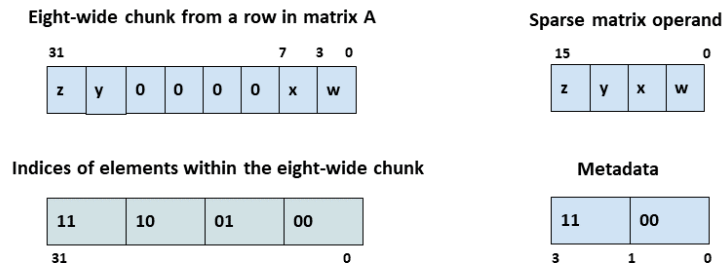 Eight-wide chunk from a row in matrix A
31 7 3 0
z y 0 0 0 0 x w
Sparse matrix operand
15 0
z y x w
Indices of elements within the eight-wide chunk
11 10 01 00
31 0
Metadata
11 00
3 1 0